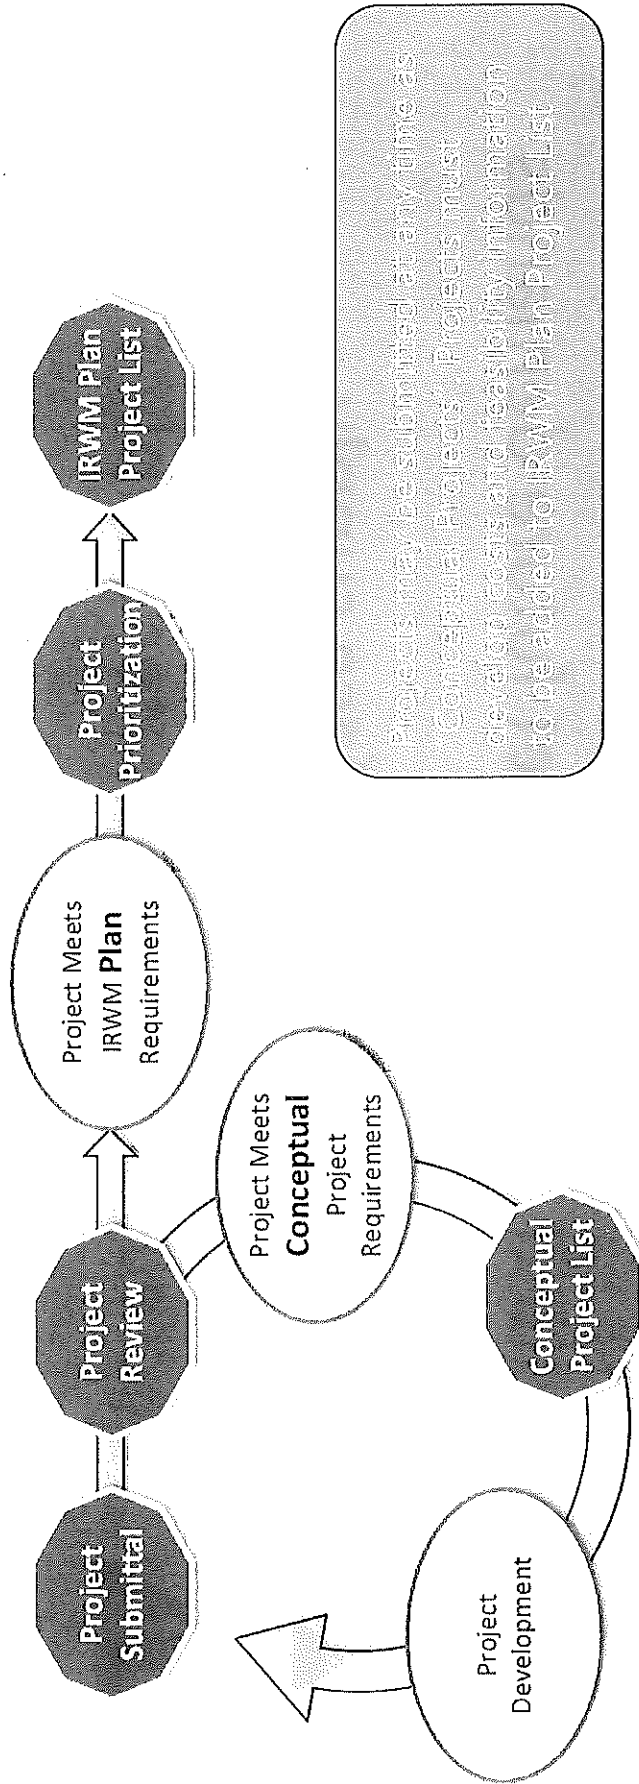 Project
Submittal
Project
Review
Project Meets
IRWM Plan
Requirements
Project
Prioritization
IRWM Plan
Project List
Project Meets
Conceptual
Project
Requirements
Conceptual
Project List
Project
Development
Projects may be submitted at any time as
Conceptual Projects. Projects must
develop costs and feasibility information
to be added to IRWM Plan Project List